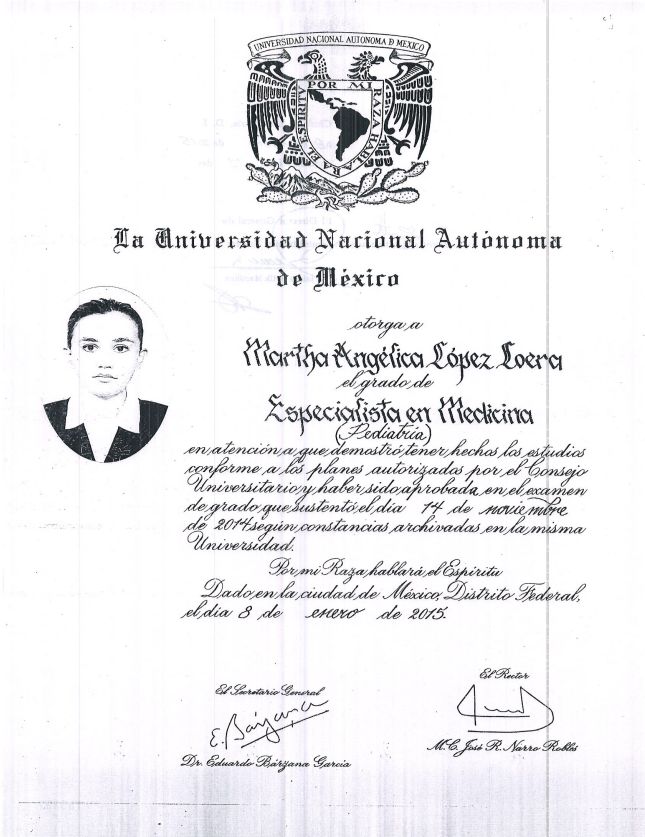 UNIVERSIDAD NACIONAL AUTONOMA D MEXICO
POR MI RAZA HABLARA EL ESPIRITU
La Universidad Nacional Autónoma
de México
otorga a
Martha Angélica López Loera
el grado de
Especialista en Medicina
(Pediatría)
en atención a que demostró tener hechos los estudios
conforme a los planes autorizados por el Consejo
Universitario y haber sido aprobada en el examen
de grado que sustentó el día 14 de noviembre
de 2014 según constancias archivadas en la misma
Universidad.
Por mi Raza hablará el Espíritu
Dado en la ciudad de México, Distrito Federal,
el día 8 de enero de 2015.
El Secretario General
E. Bárzana
Dr. Eduardo Bárzana García
El Rector
M.C. José R. Narro Robles